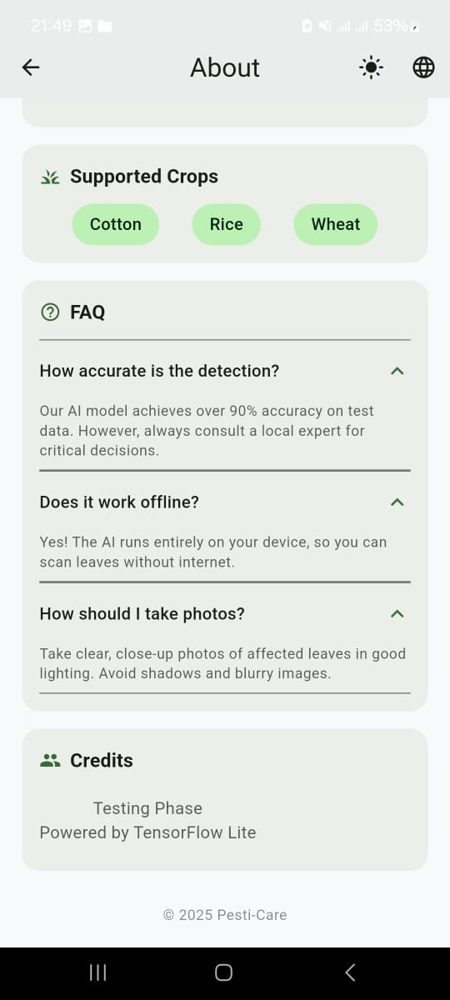 21:49
53%
About
Supported Crops
Cotton
Rice
Wheat
FAQ
How accurate is the detection?
Our AI model achieves over 90% accuracy on test
data. However, always consult a local expert for
critical decisions.
Does it work offline?
Yes! The AI runs entirely on your device, so you can
scan leaves without internet.
How should I take photos?
Take clear, close-up photos of affected leaves in good
lighting. Avoid shadows and blurry images.
Credits
Testing Phase
Powered by TensorFlow Lite
© 2025 Pesti-Care